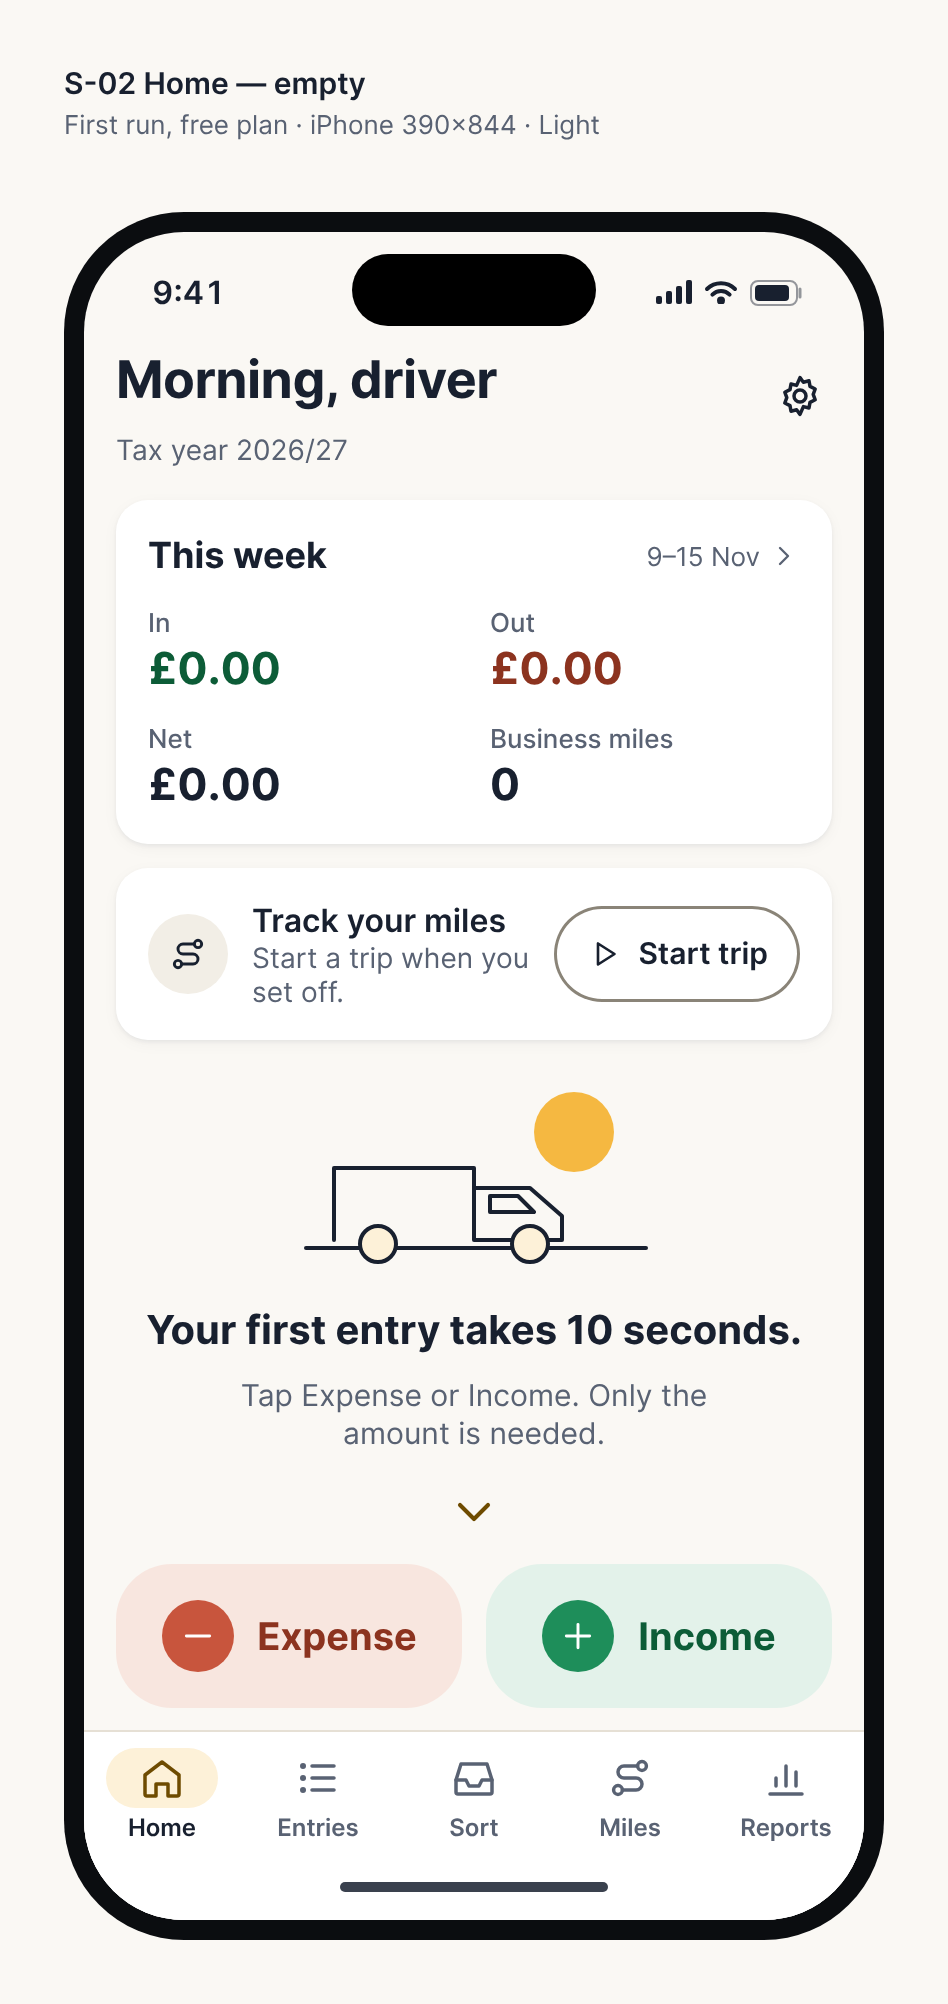 S-02 Home — empty
First run, free plan · iPhone 390×844 · Light
9:41
Morning, driver
Tax year 2026/27
This week
9–15 Nov
In
Out
£0.00
£0.00
Net
Business miles
£0.00
0
Track your miles
Start a trip when you
set off.
Start trip
Your first entry takes 10 seconds.
Tap Expense or Income. Only the
amount is needed.
Expense
Income
Home
Entries
Sort
Miles
Reports